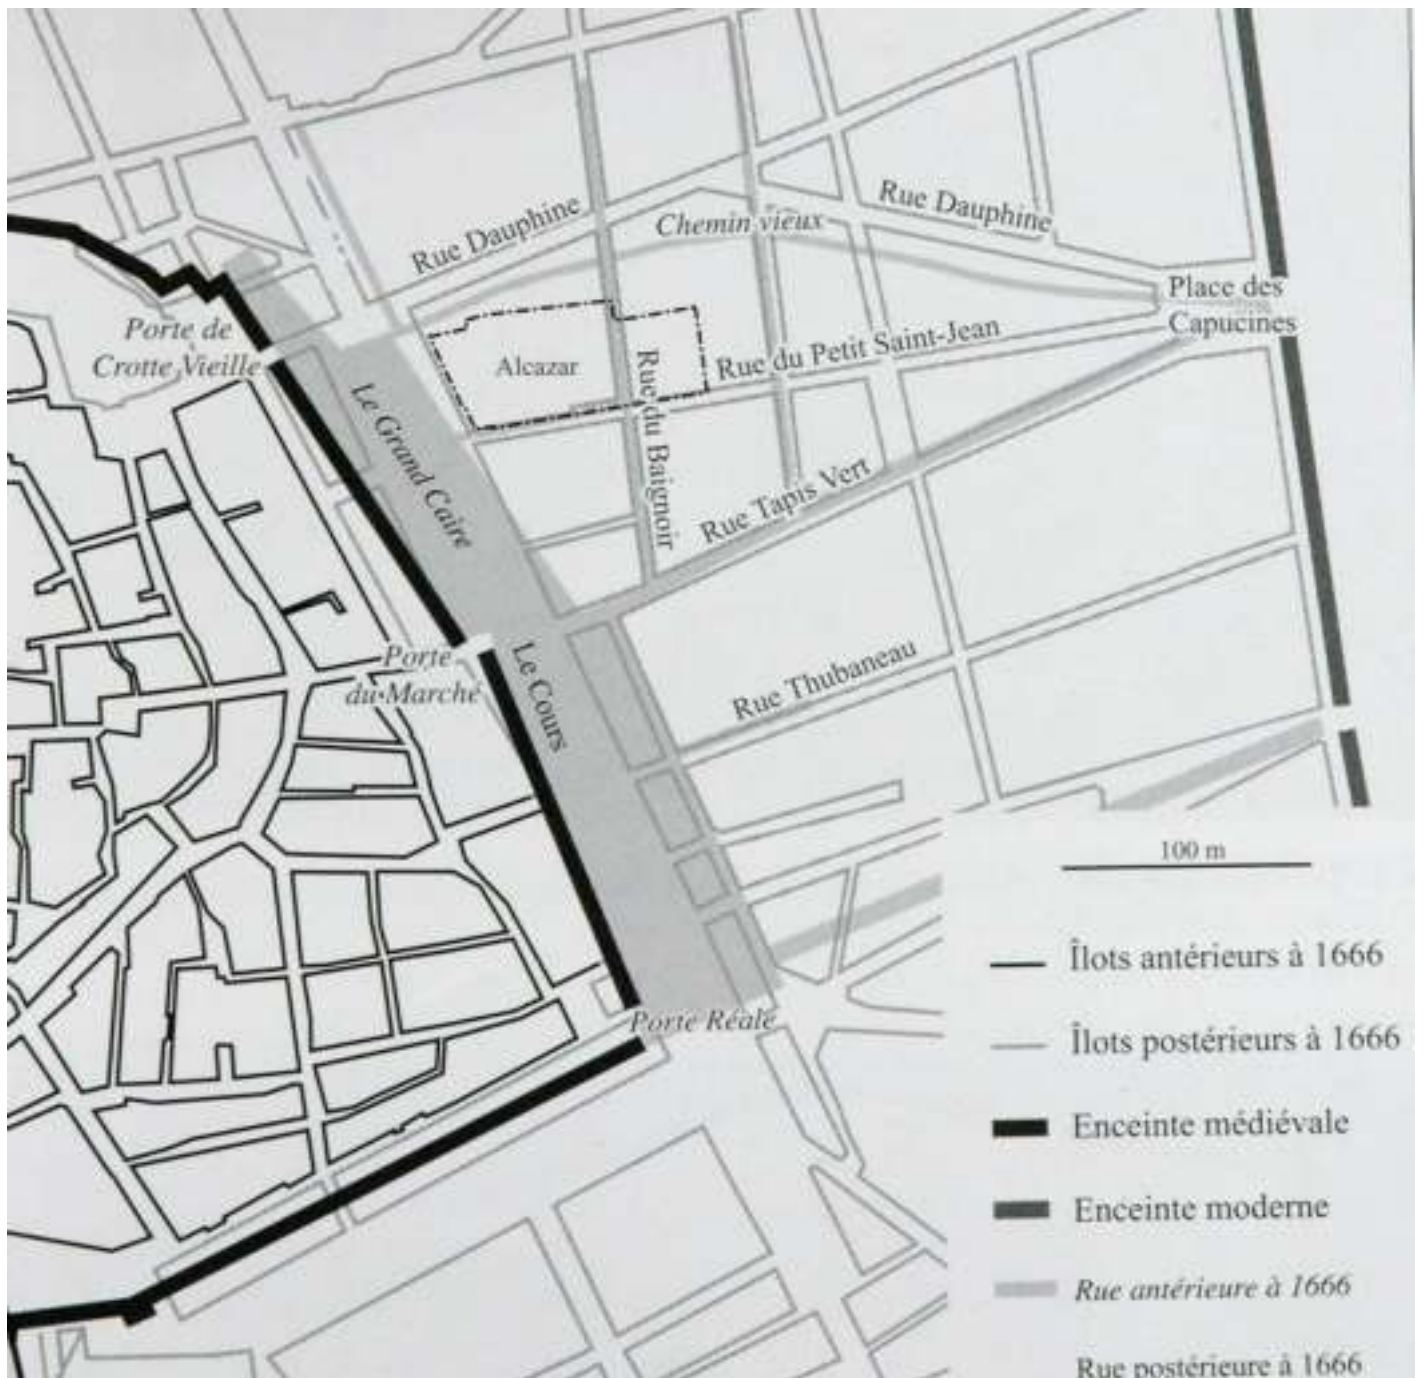 Rue Dauphine
Chemin vieux
Rue Dauphine
Place des
Capucines
Porte de
Crotte Vieille
Alcazar
Rue du Petit Saint-Jean
Rue du Baignoir
Le Grand Caire
Rue Tapis Vert
Porte
du Marché
Le Cours
Rue Thubaneau
Porte Réale
100 m
Îlots antérieurs à 1666
Îlots postérieurs à 1666
Enceinte médiévale
Enceinte moderne
Rue antérieure à 1666
Rue postérieure à 1666